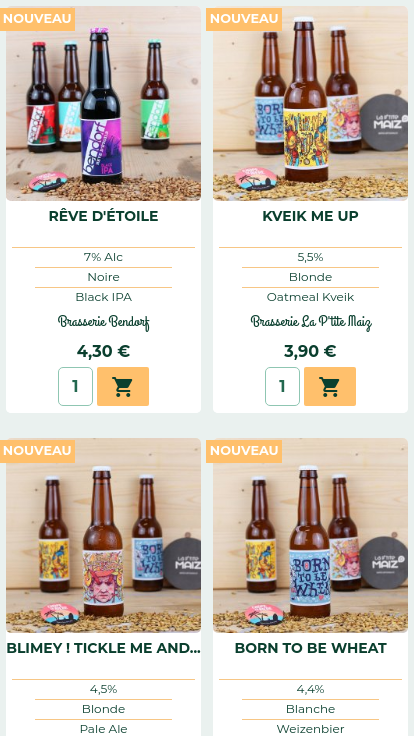 NOUVEAU
RÊVE D'ÉTOILE
7% Alc
Noire
Black IPA
Brasserie Bendorf
4,30 €
1
NOUVEAU
KVEIK ME UP
5,5%
Blonde
Oatmeal Kveik
Brasserie La P'tite Maiz
3,90 €
1
NOUVEAU
BLIMEY ! TICKLE ME AND...
4,5%
Blonde
Pale Ale
NOUVEAU
BORN TO BE WHEAT
4,4%
Blanche
Weizenbier